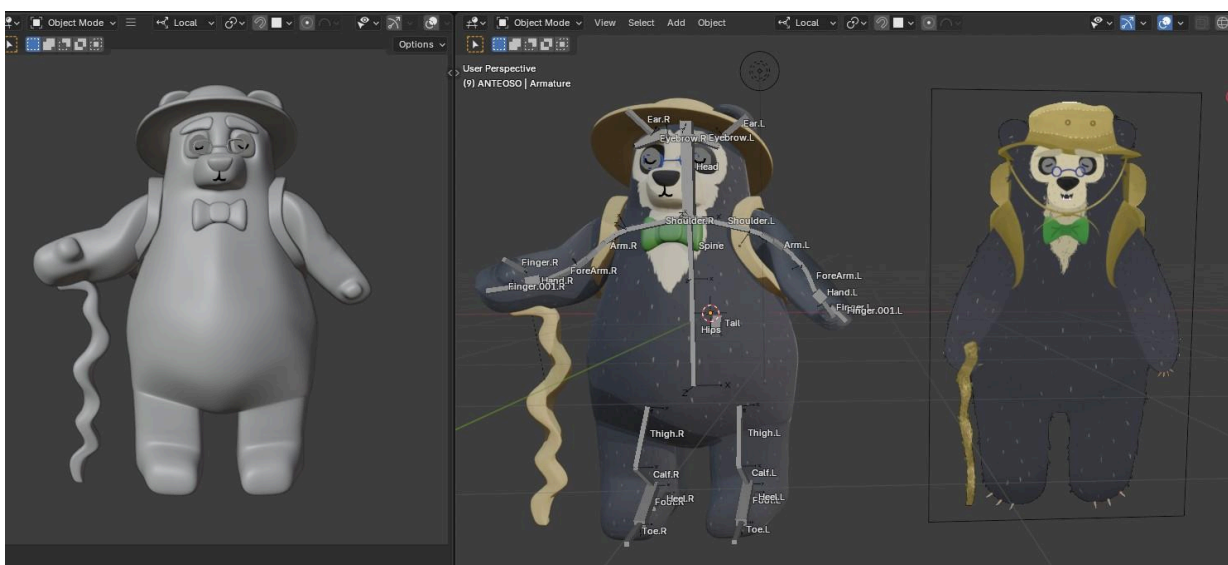 Object Mode
Local
Options
Object Mode View Select Add Object
Local
User Perspective
(9) ANTEOSO | Armature
Ear.R
Ear.L
Eyebrow.R
Eyebrow.L
Head
Shoulder.R
Shoulder.L
Arm.R
Spine
Arm.L
Finger.R
ForeArm.R
ForeArm.L
Hand.R
Finger.001.R
Hand.L
Finger.001.L
Tail
Hips
X
Z
Thigh.R
Thigh.L
Calf.R
Calf.L
Heel.R
Heel.L
Toe.R
Toe.L